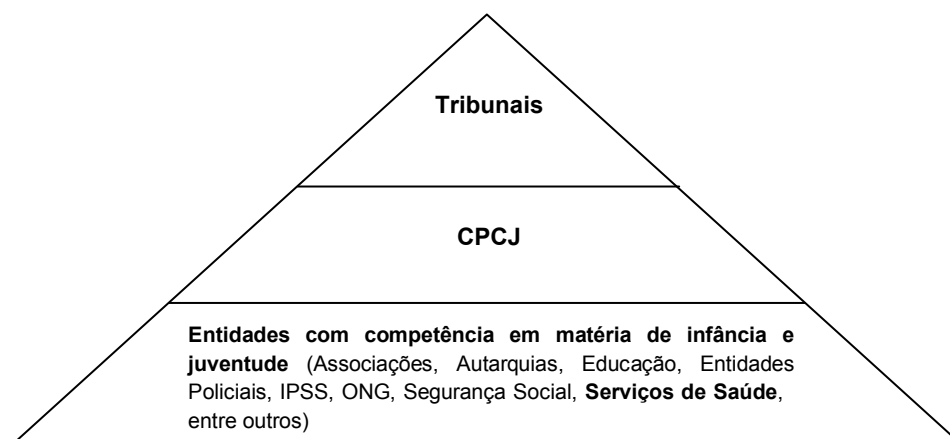 Tribunais
CPCJ
Entidades com competência em matéria de infância e
juventude (Associações, Autarquias, Educação, Entidades
Policiais, IPSS, ONG, Segurança Social, Serviços de Saúde,
entre outros)